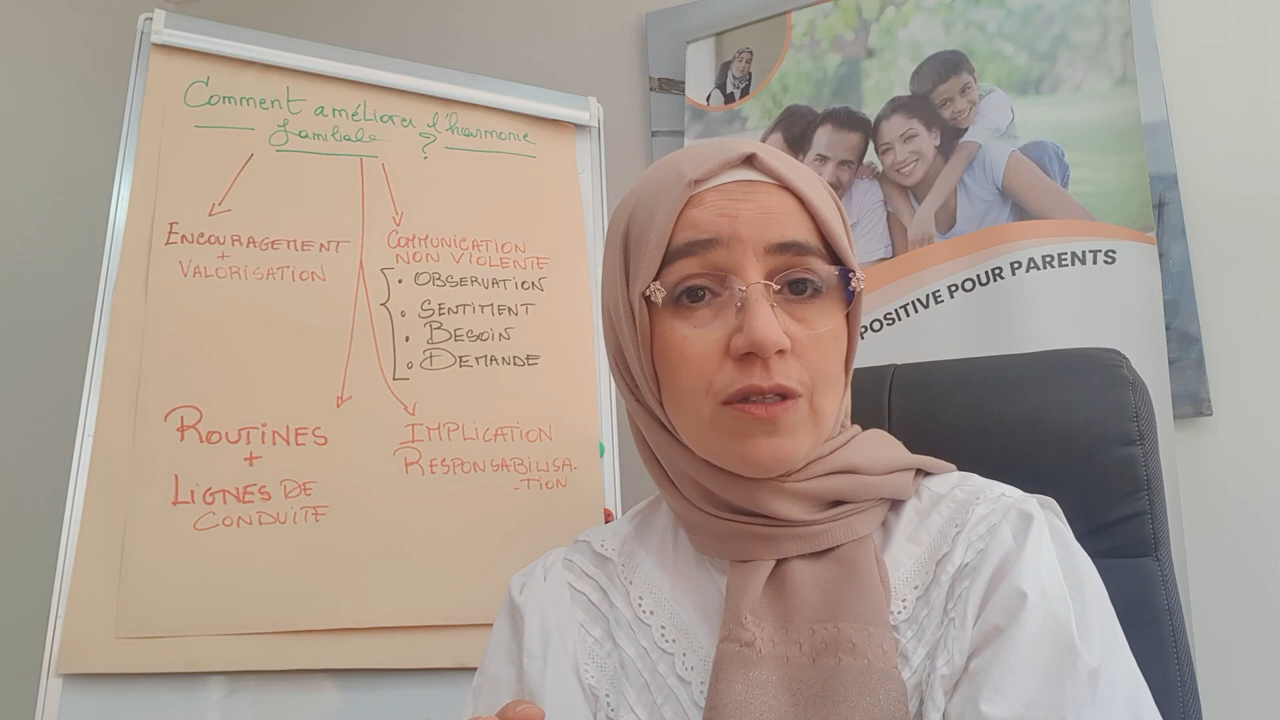 Comment améliorer l'harmonie
familiale ?
ENCOURAGEMENT
+
VALORISATION
COMMUNICATION
NON VIOLENTE
• OBSERVATION
• SENTIMENT
• BESOIN
• DEMANDE
ROUTINES
+
LIGNES DE
CONDUITE
IMPLICATION
RESPONSABILISA-
-TION
POSITIVE POUR PARENTS